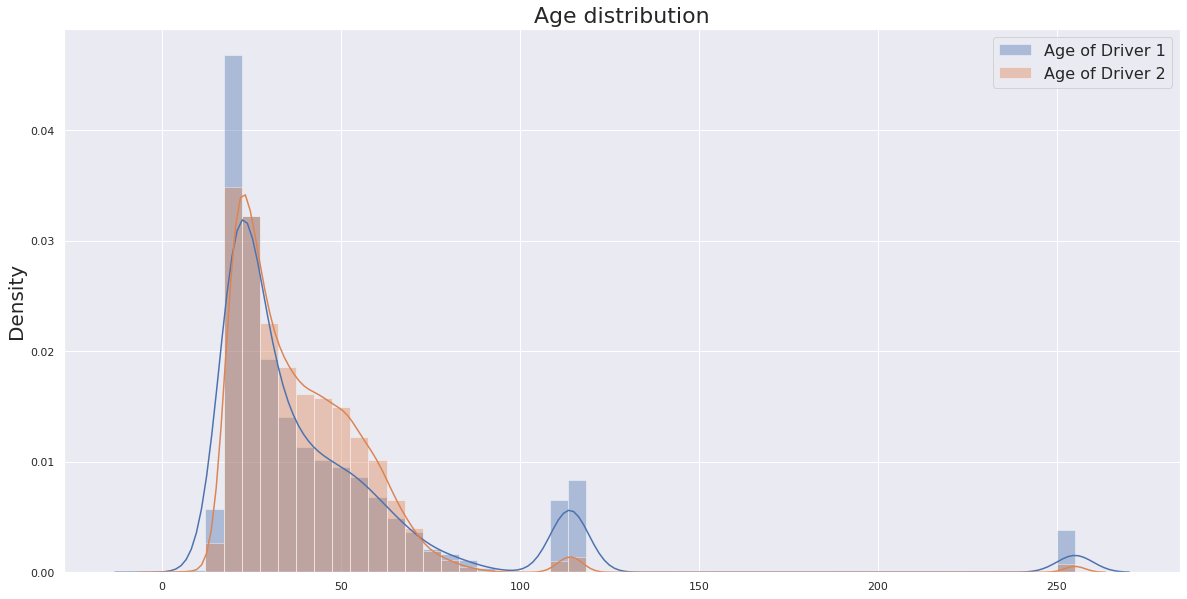 Age distribution
Age of Driver 1
Age of Driver 2
Density
0.04
0.03
0.02
0.01
0.00
0 50 100 150 200 250